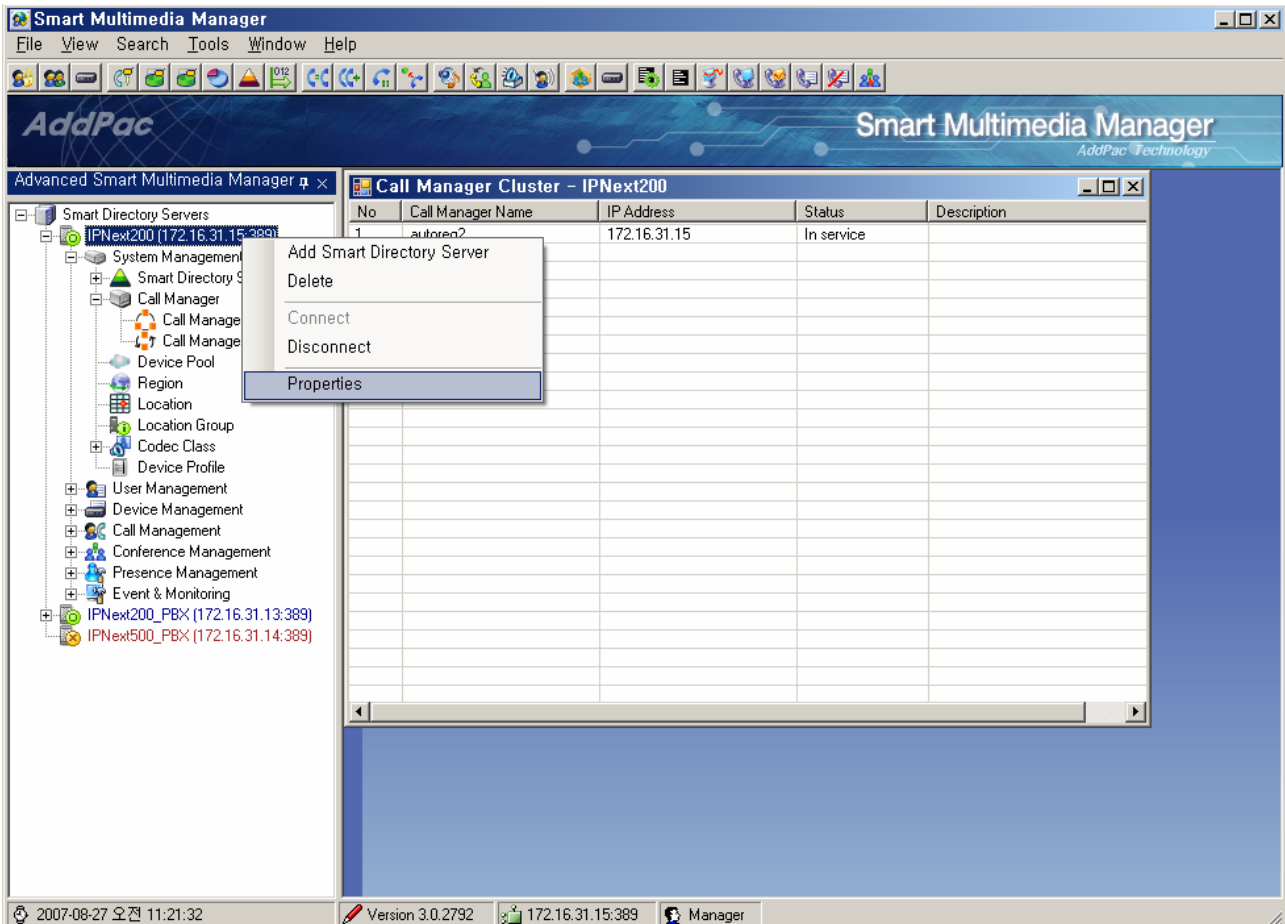 Smart Multimedia Manager
File View Search Tools Window Help
012
AddPac
Smart Multimedia Manager
AddPac Technology
Advanced Smart Multimedia Manager
Smart Directory Servers
IPNext200 (172.16.31.15:389)
System Management
Smart Directory S
Call Manager
Call Manage
Call Manage
Device Pool
Region
Location
Location Group
Codec Class
Device Profile
User Management
Device Management
Call Management
Conference Management
Presence Management
Event & Monitoring
IPNext200_PBX (172.16.31.13:389)
IPNext500_PBX (172.16.31.14:389)
Add Smart Directory Server
Delete
Connect
Disconnect
Properties
Call Manager Cluster - IPNext200
No Call Manager Name IP Address Status Description
1 autoreg2 172.16.31.15 In service
2007-08-27 오전 11:21:32 Version 3.0.2792 172.16.31.15:389 Manager